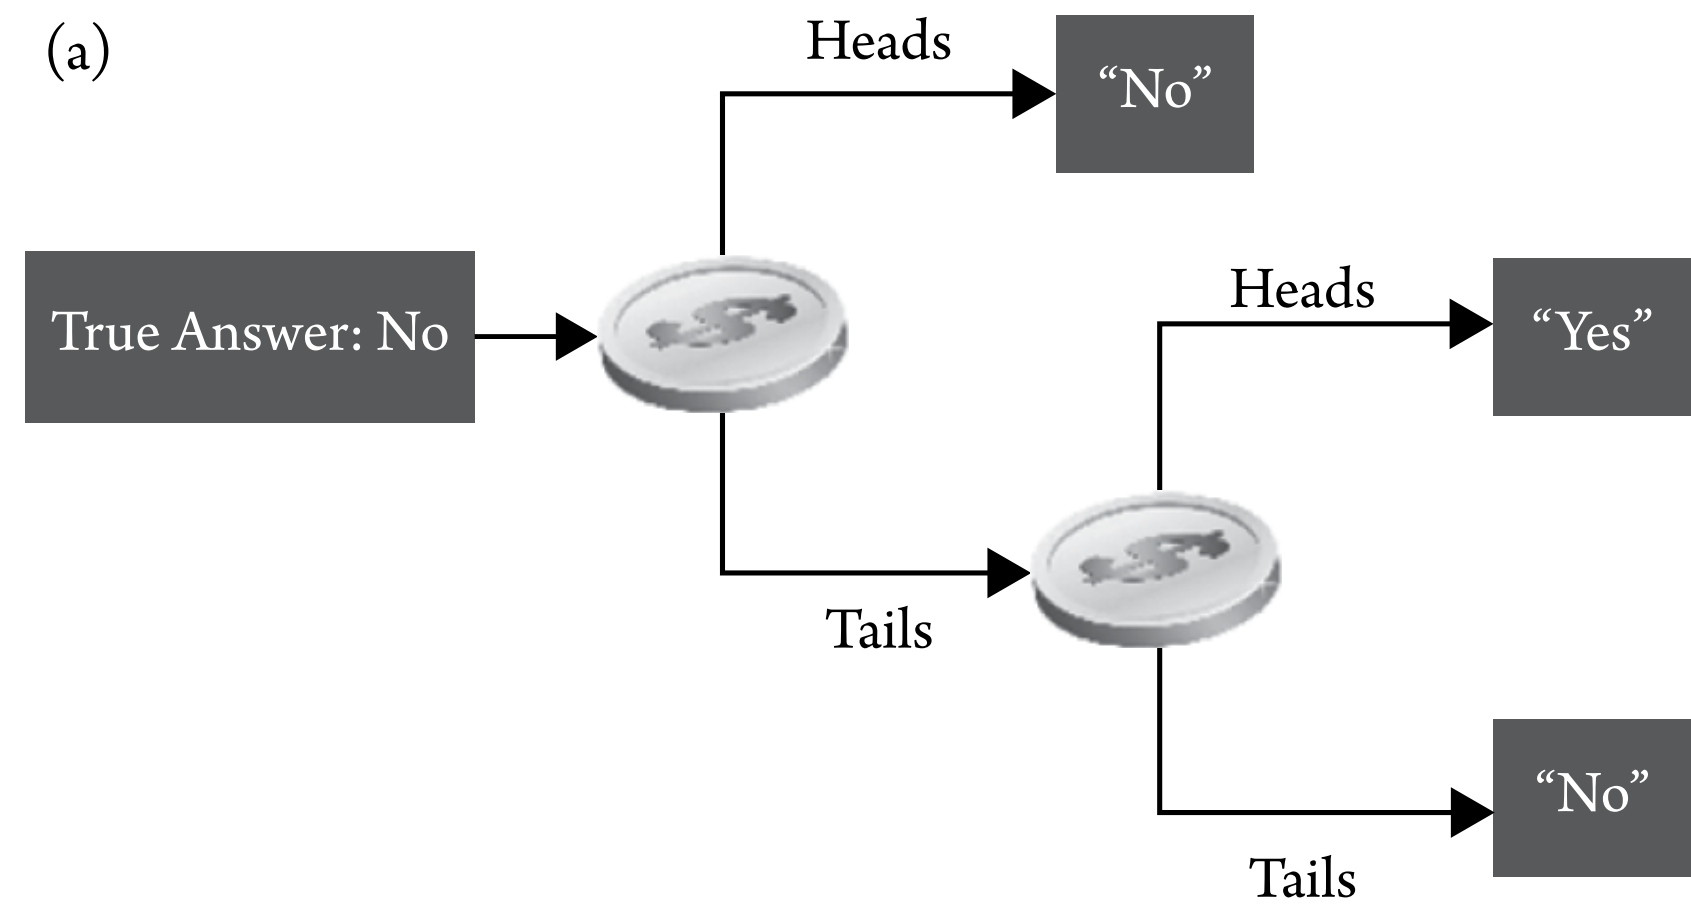 (a)
Heads
“No”
True Answer: No
Heads
“Yes”
Tails
“No”
Tails